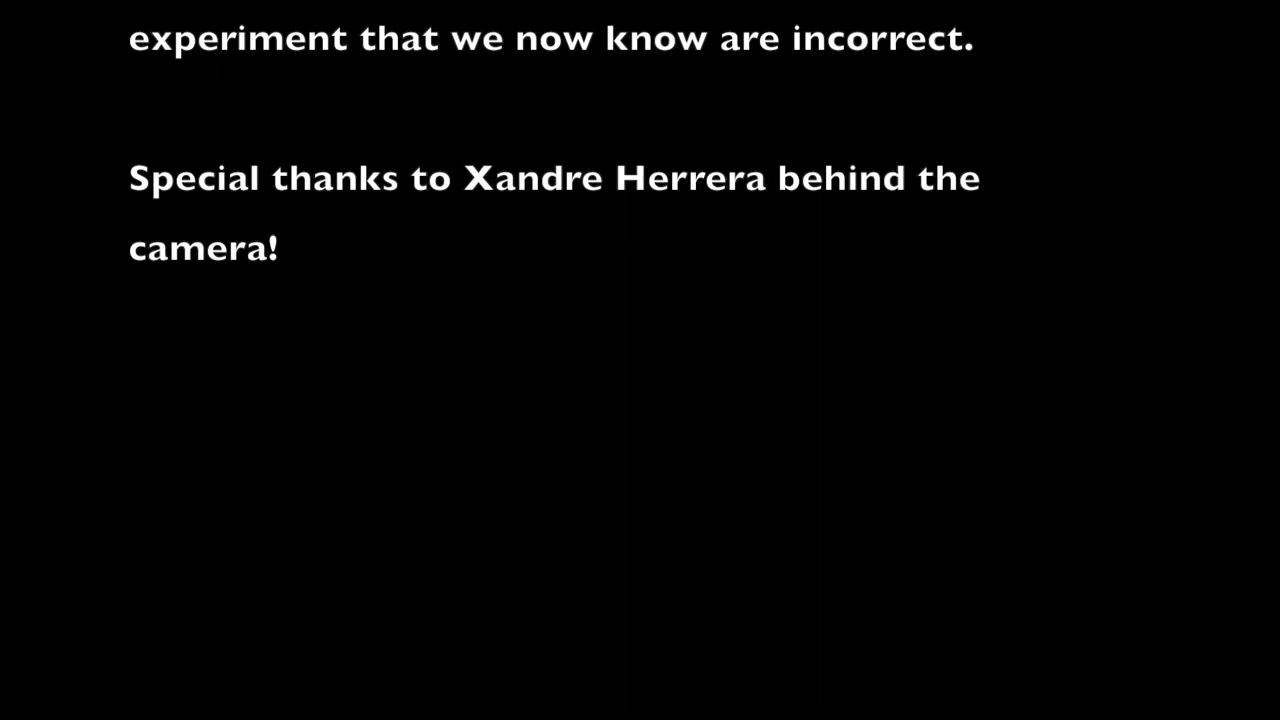 experiment that we now know are incorrect.
Special thanks to Xandre Herrera behind the
camera!